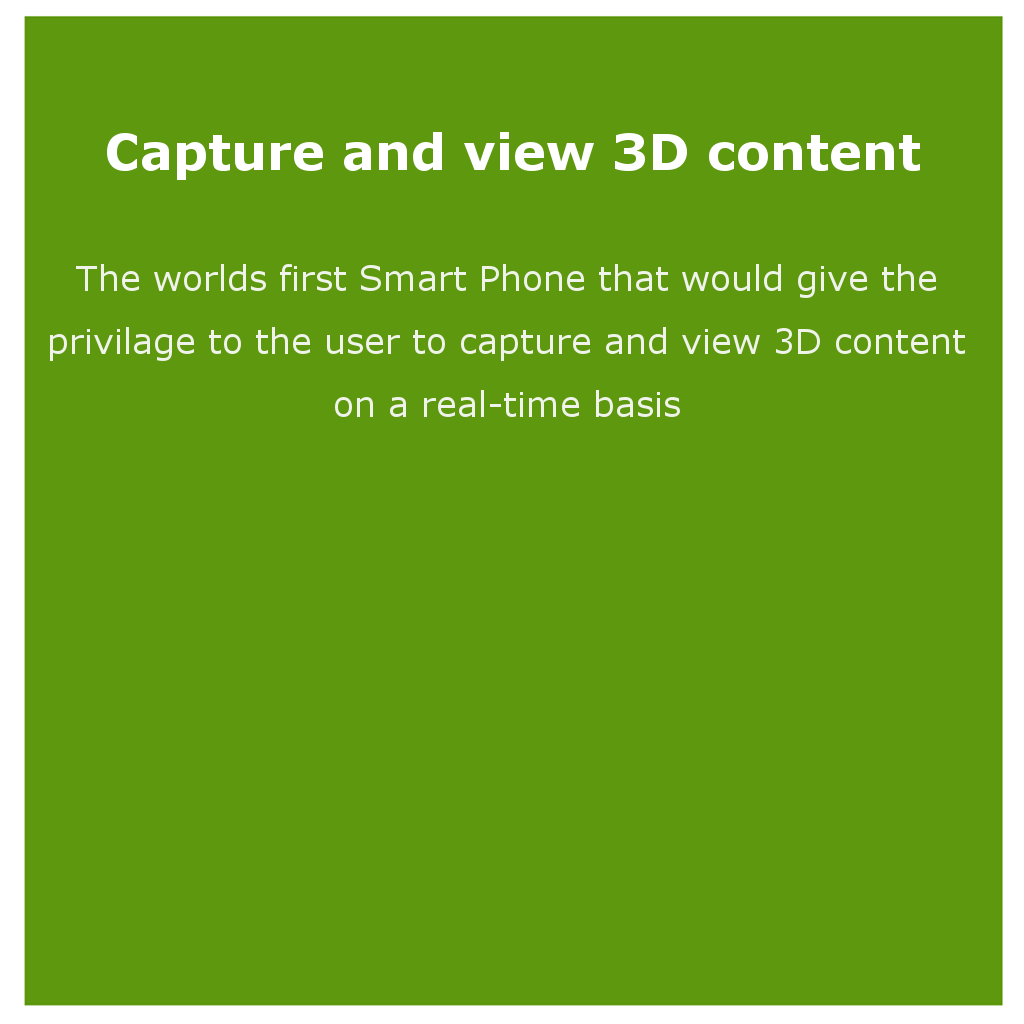 Capture and view 3D content
The worlds first Smart Phone that would give the
privilage to the user to capture and view 3D content
on a real-time basis